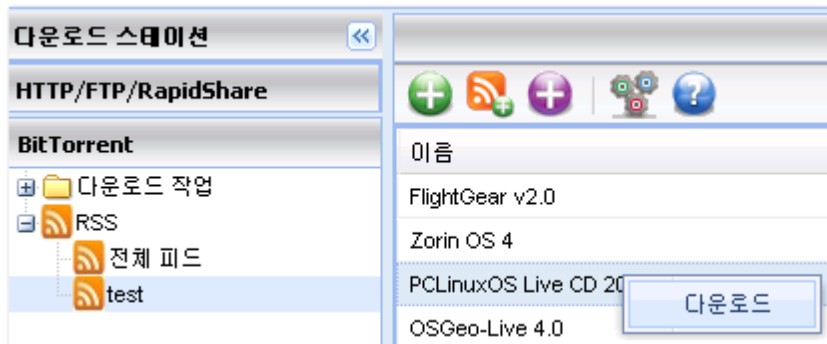 다운로드 스테이션
HTTP/FTP/RapidShare
BitTorrent
다운로드 작업
RSS
전체 피드
test
이름
FlightGear v2.0
Zorin OS 4
PCLinuxOS Live CD 20
다운로드
OSGeo-Live 4.0